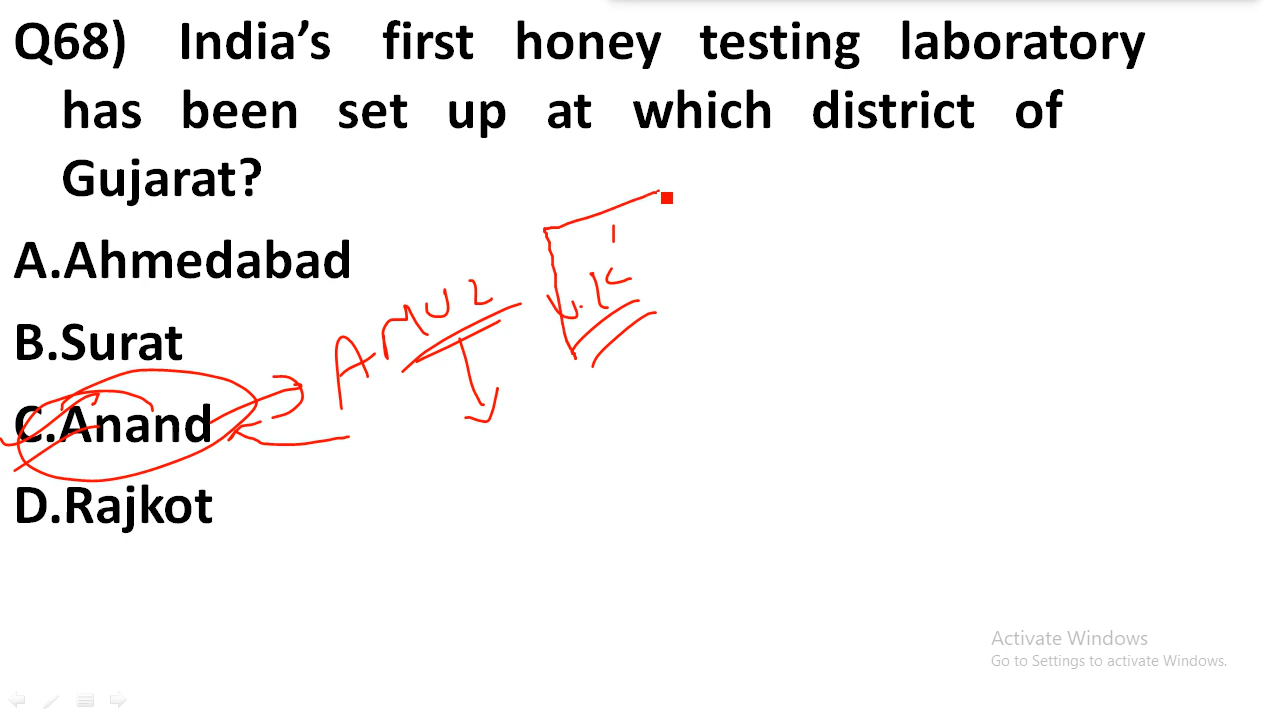 Q68) India's first honey testing laboratory
has been set up at which district of
Gujarat?
A.Ahmedabad
B.Surat
C.Anand
D.Rajkot
AMUL
Activate Windows
Go to Settings to activate Windows.